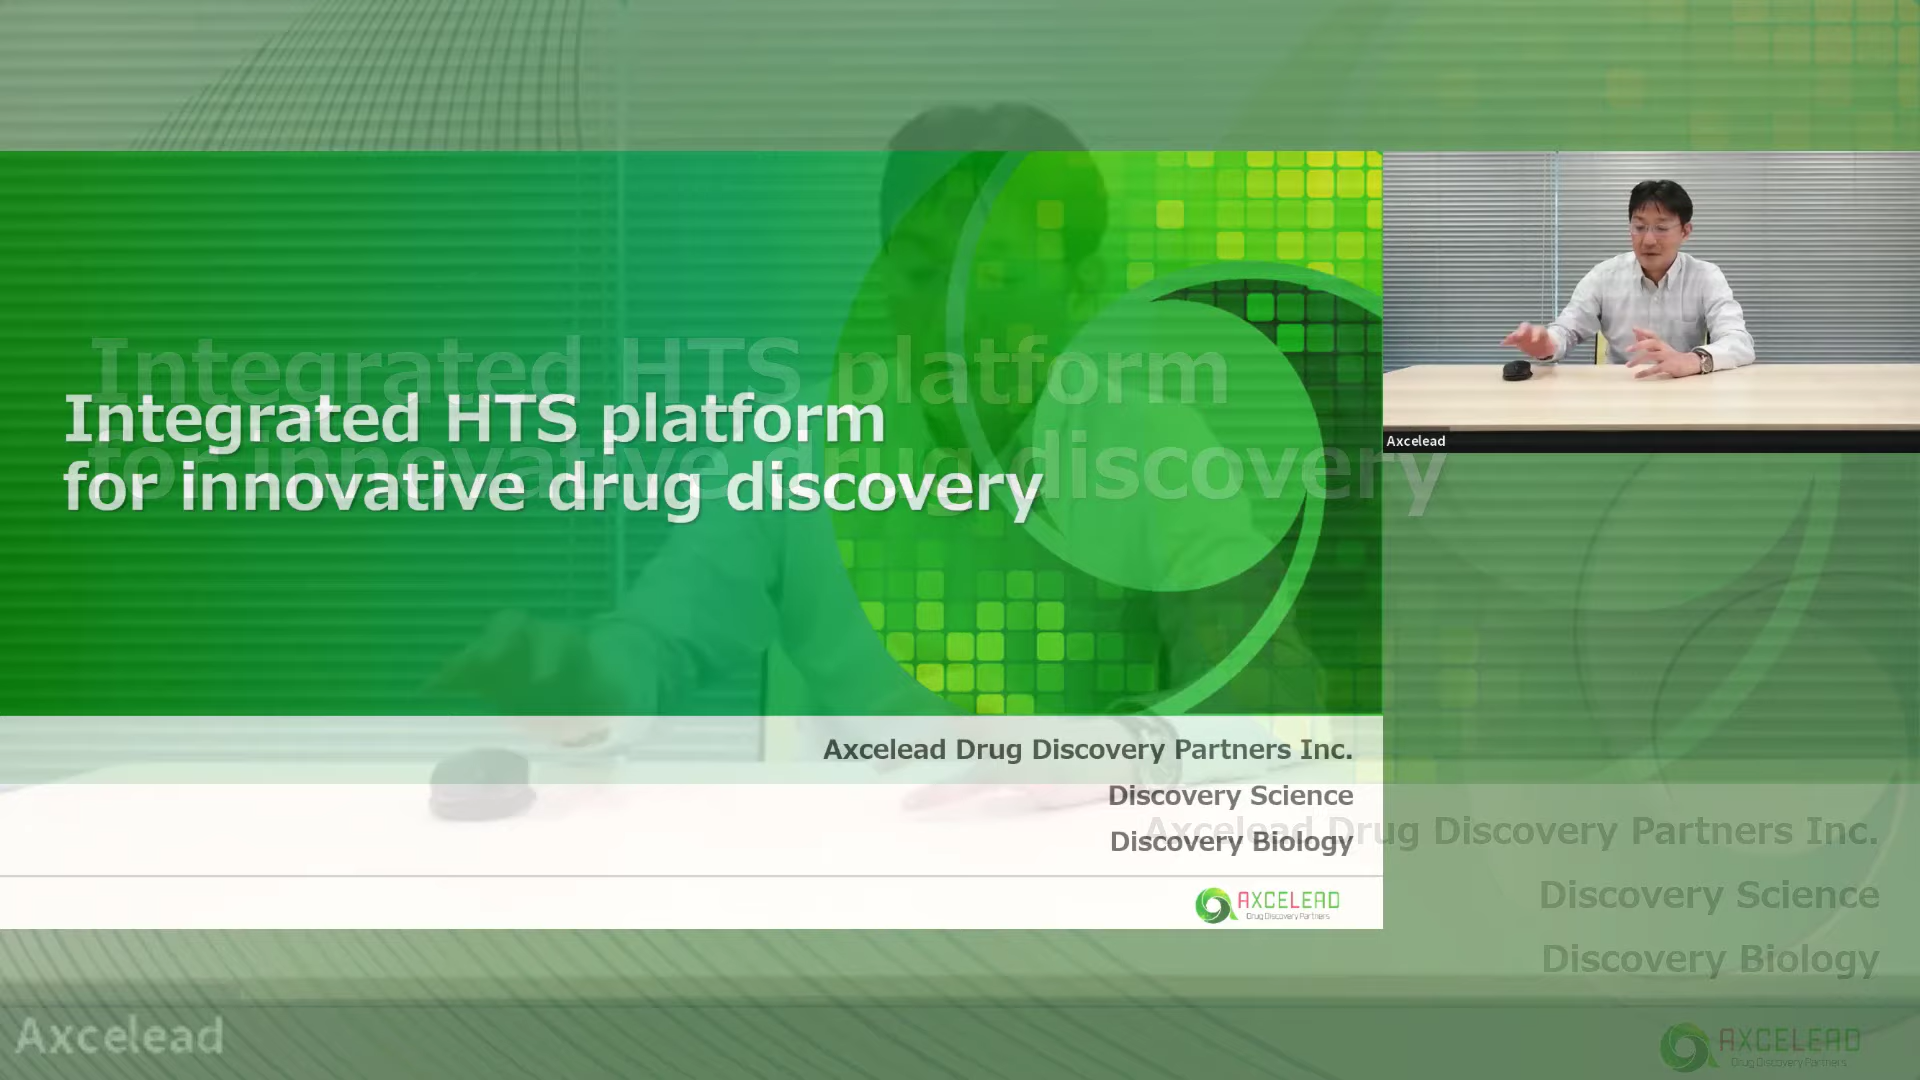 Integrated HTS platform
for innovative drug discovery
Integrated HTS platform
for innovative drug discovery
Axcelead
Axcelead Drug Discovery Partners Inc.
Discovery Science
Discovery Biology
AXCELEAD
Drug Discovery Partners
Axcelead Drug Discovery Partners Inc.
Discovery Science
Discovery Biology
Axcelead
AXCELEAD
Drug Discovery Partners